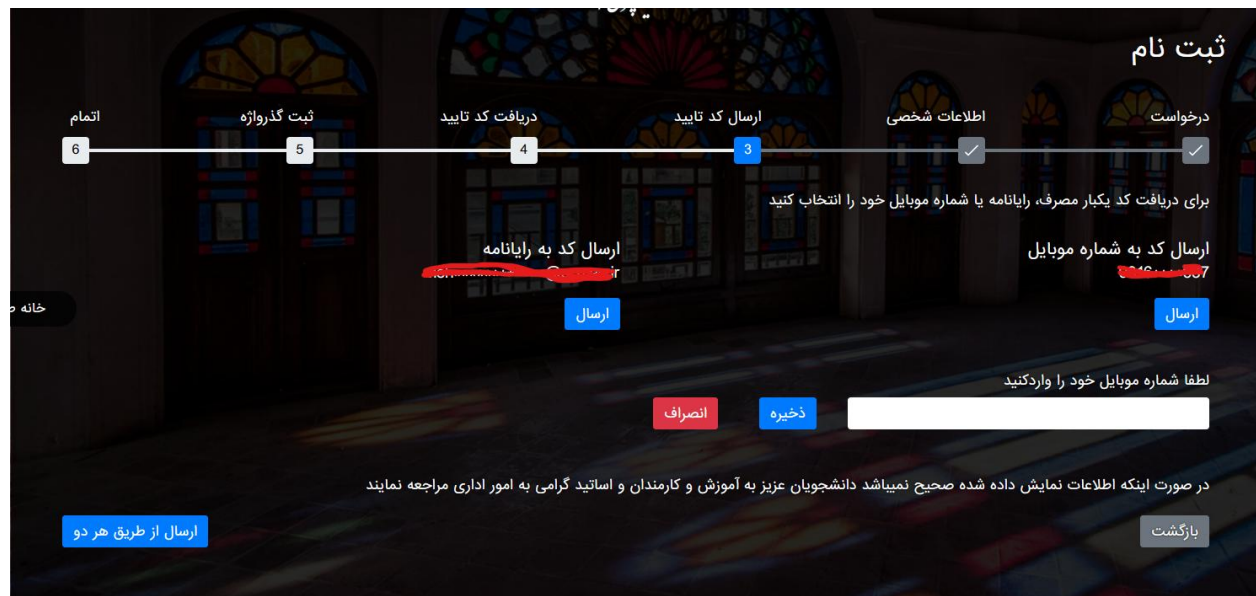 ثبت نام
درخواست
اطلاعات شخصی
ارسال کد تایید
دریافت کد تایید
ثبت گذرواژه
اتمام
3
4
5
6
برای دریافت کد یکبار مصرف، رایانامه یا شماره موبایل خود را انتخاب کنید
ارسال کد به شماره موبایل
ارسال
ارسال کد به رایانامه
ارسال
خانه
لطفا شماره موبایل خود را واردکنید
ذخیره
انصراف
در صورت اینکه اطلاعات نمایش داده شده صحیح نمیباشد دانشجویان عزیز به آموزش و کارمندان و اساتید گرامی به امور اداری مراجعه نمایند
بازگشت
ارسال از طریق هر دو